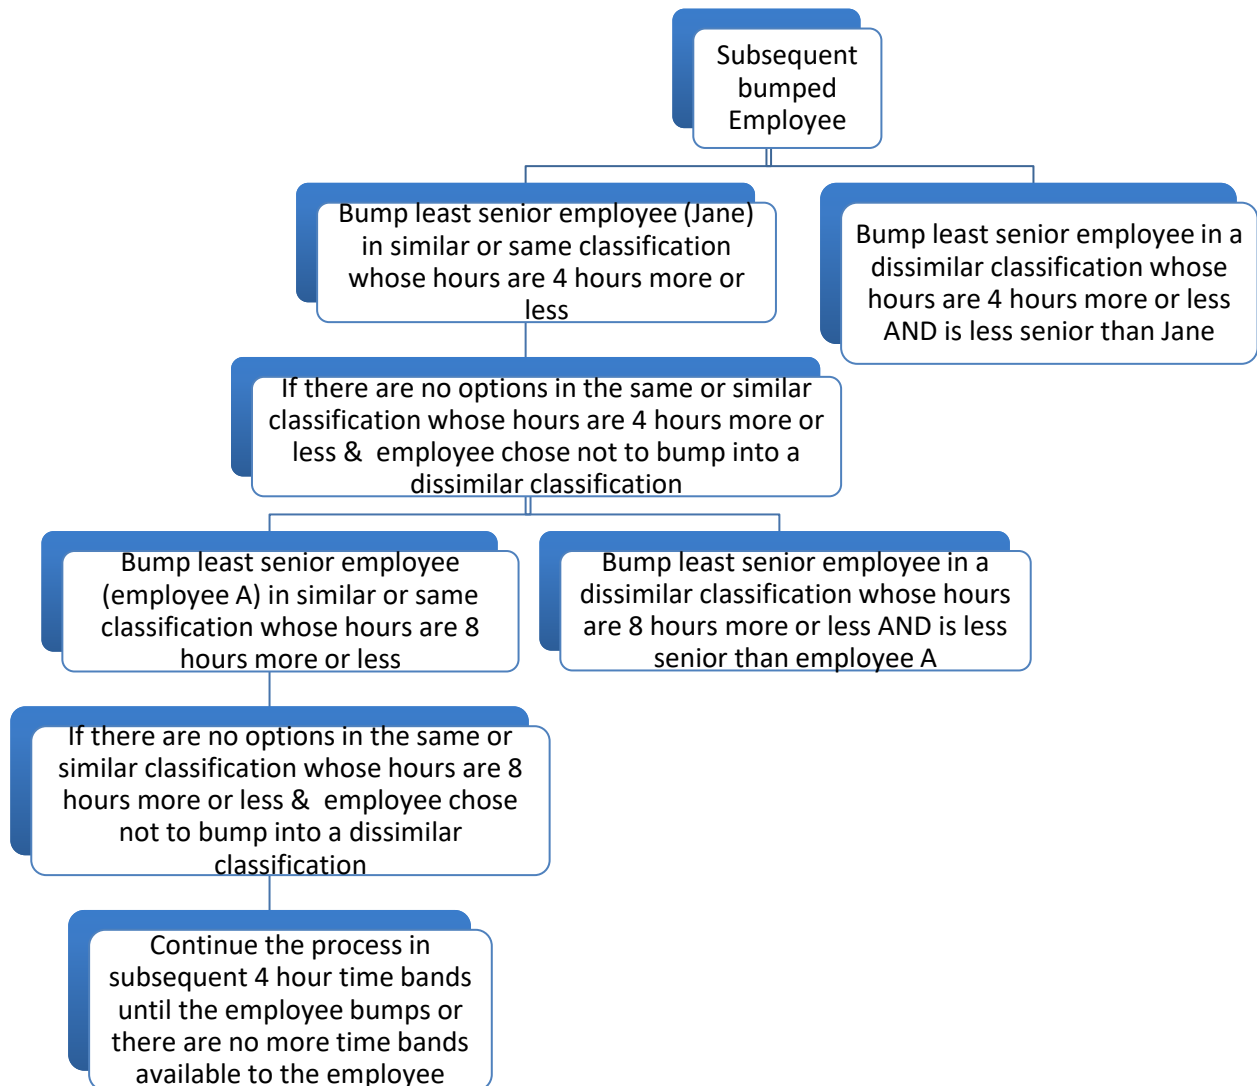 Subsequent
bumped
Employee
Bump least senior employee (Jane)
in similar or same classification
whose hours are 4 hours more or
less
Bump least senior employee in a
dissimilar classification whose
hours are 4 hours more or less
AND is less senior than Jane
If there are no options in the same or similar
classification whose hours are 4 hours more or
less &  employee chose not to bump into a
dissimilar classification
Bump least senior employee
(employee A) in similar or same
classification whose hours are 8
hours more or less
Bump least senior employee in a
dissimilar classification whose hours
are 8 hours more or less AND is less
senior than employee A
If there are no options in the same or
similar classification whose hours are 8
hours more or less &  employee chose
not to bump into a dissimilar
classification
Continue the process in
subsequent 4 hour time bands
until the employee bumps or
there are no more time bands
available to the employee